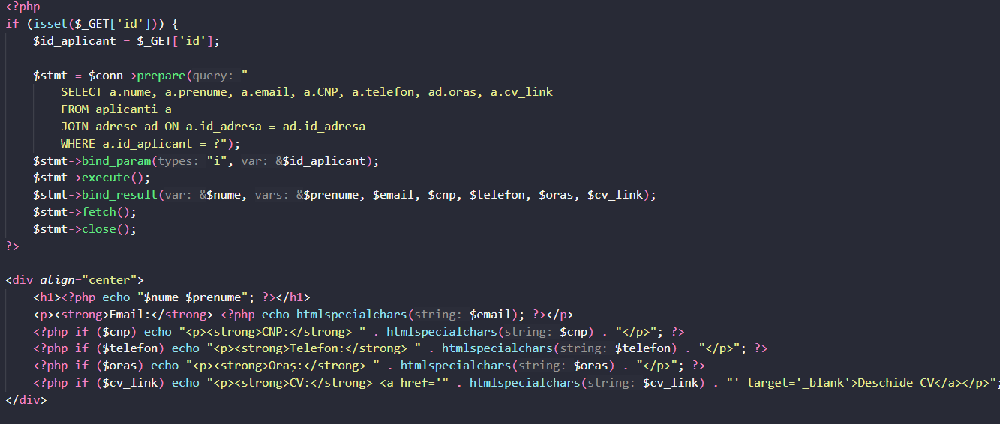 <?php
if (isset($_GET['id'])) {
    $id_aplicant = $_GET['id'];
    $stmt = $conn->prepare(query: "
        SELECT a.nume, a.prenume, a.email, a.CNP, a.telefon, ad.oras, a.cv_link
        FROM aplicanti a
        JOIN adrese ad ON a.id_adresa = ad.id_adresa
        WHERE a.id_aplicant = ?");
    $stmt->bind_param(types: "i", var: &$id_aplicant);
    $stmt->execute();
    $stmt->bind_result(var: &$nume, vars: &$prenume, $email, $cnp, $telefon, $oras, $cv_link);
    $stmt->fetch();
    $stmt->close();
?>
<div align="center">
    <h1><?php echo "$nume $prenume"; ?></h1>
    <p><strong>Email:</strong> <?php echo htmlspecialchars(string: $email); ?></p>
    <?php if ($cnp) echo "<p><strong>CNP:</strong> " . htmlspecialchars(string: $cnp) . "</p>"; ?>
    <?php if ($telefon) echo "<p><strong>Telefon:</strong> " . htmlspecialchars(string: $telefon) . "</p>"; ?>
    <?php if ($oras) echo "<p><strong>Oraș:</strong> " . htmlspecialchars(string: $oras) . "</p>"; ?>
    <?php if ($cv_link) echo "<p><strong>CV:</strong> <a href='" . htmlspecialchars(string: $cv_link) . "' target='_blank'>Deschide CV</a></p>";
</div>